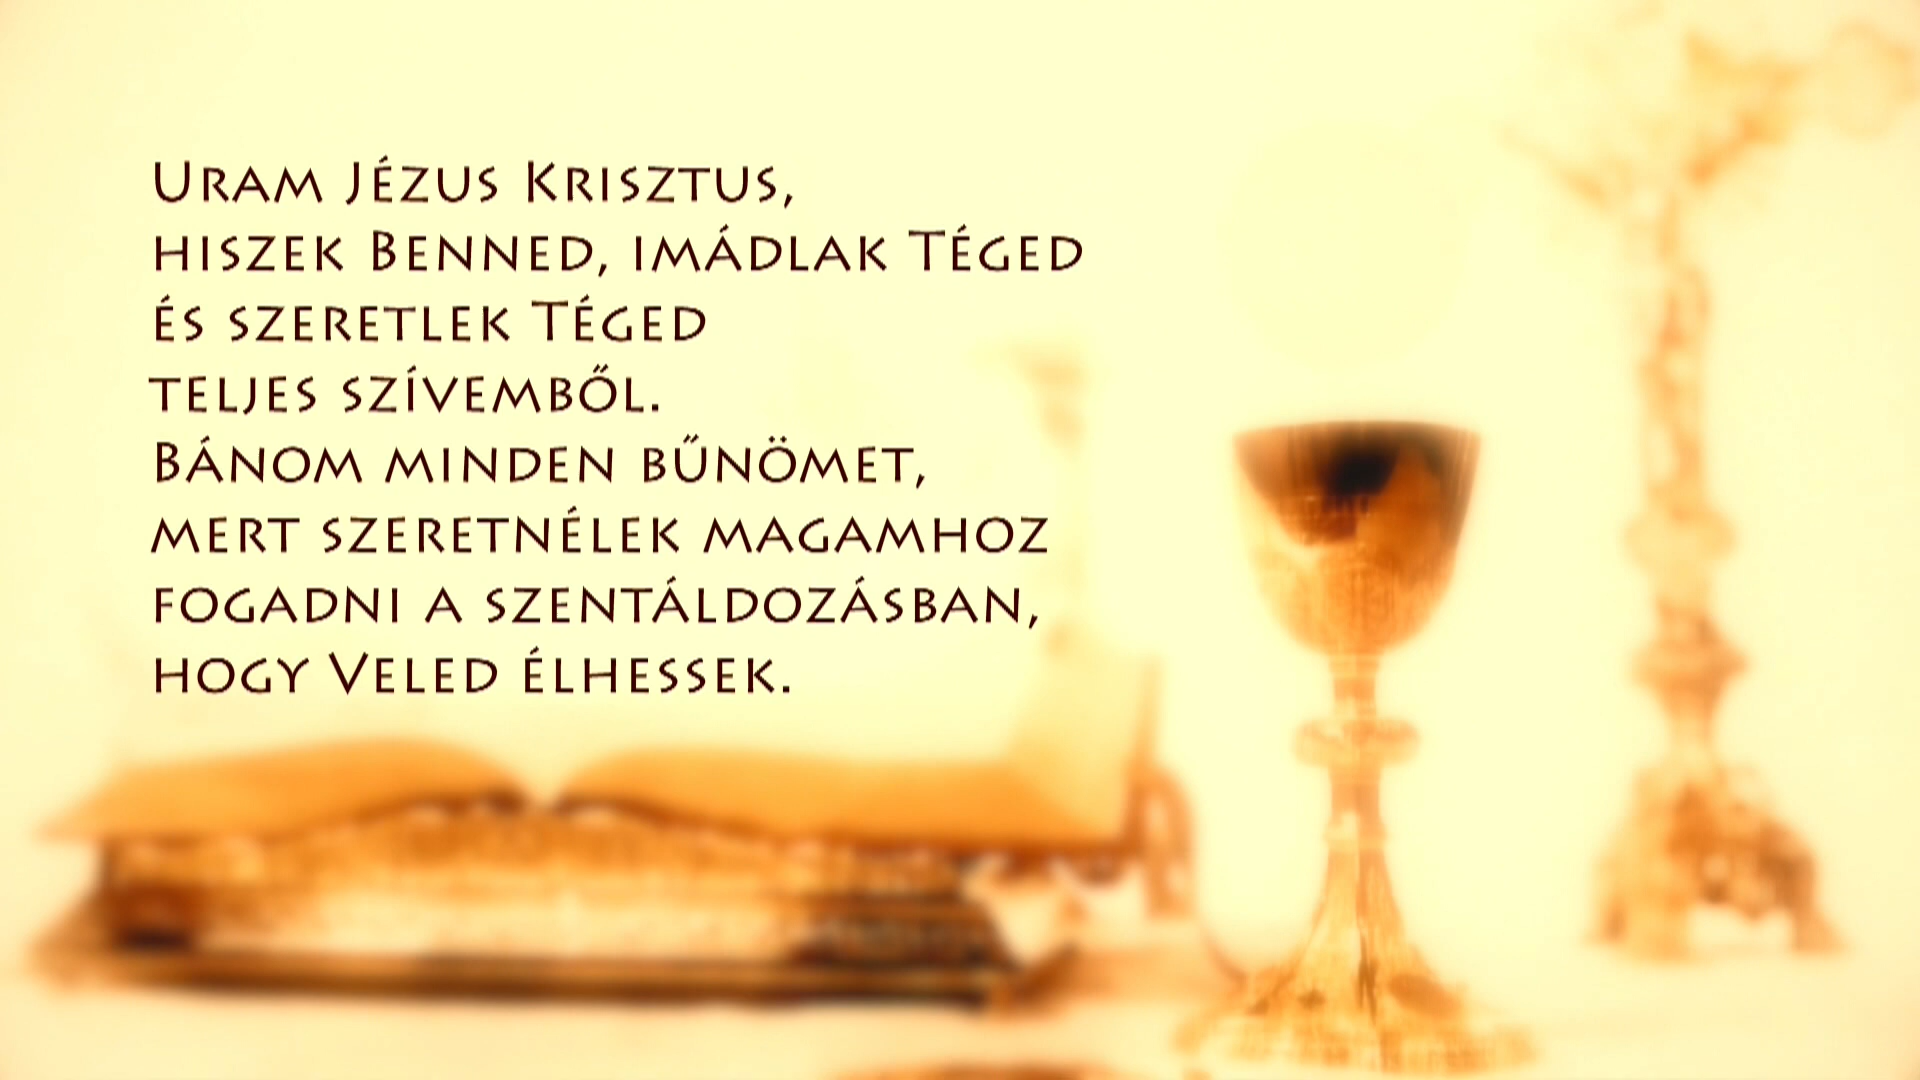 Uram Jézus Krisztus,
hiszek Benned, imádlak Téged
és szeretlek Téged
teljes szívemből.
Bánom minden bűnömet,
mert szeretnélek magamhoz
fogadni a szentáldozásban,
hogy Veled élhessek.